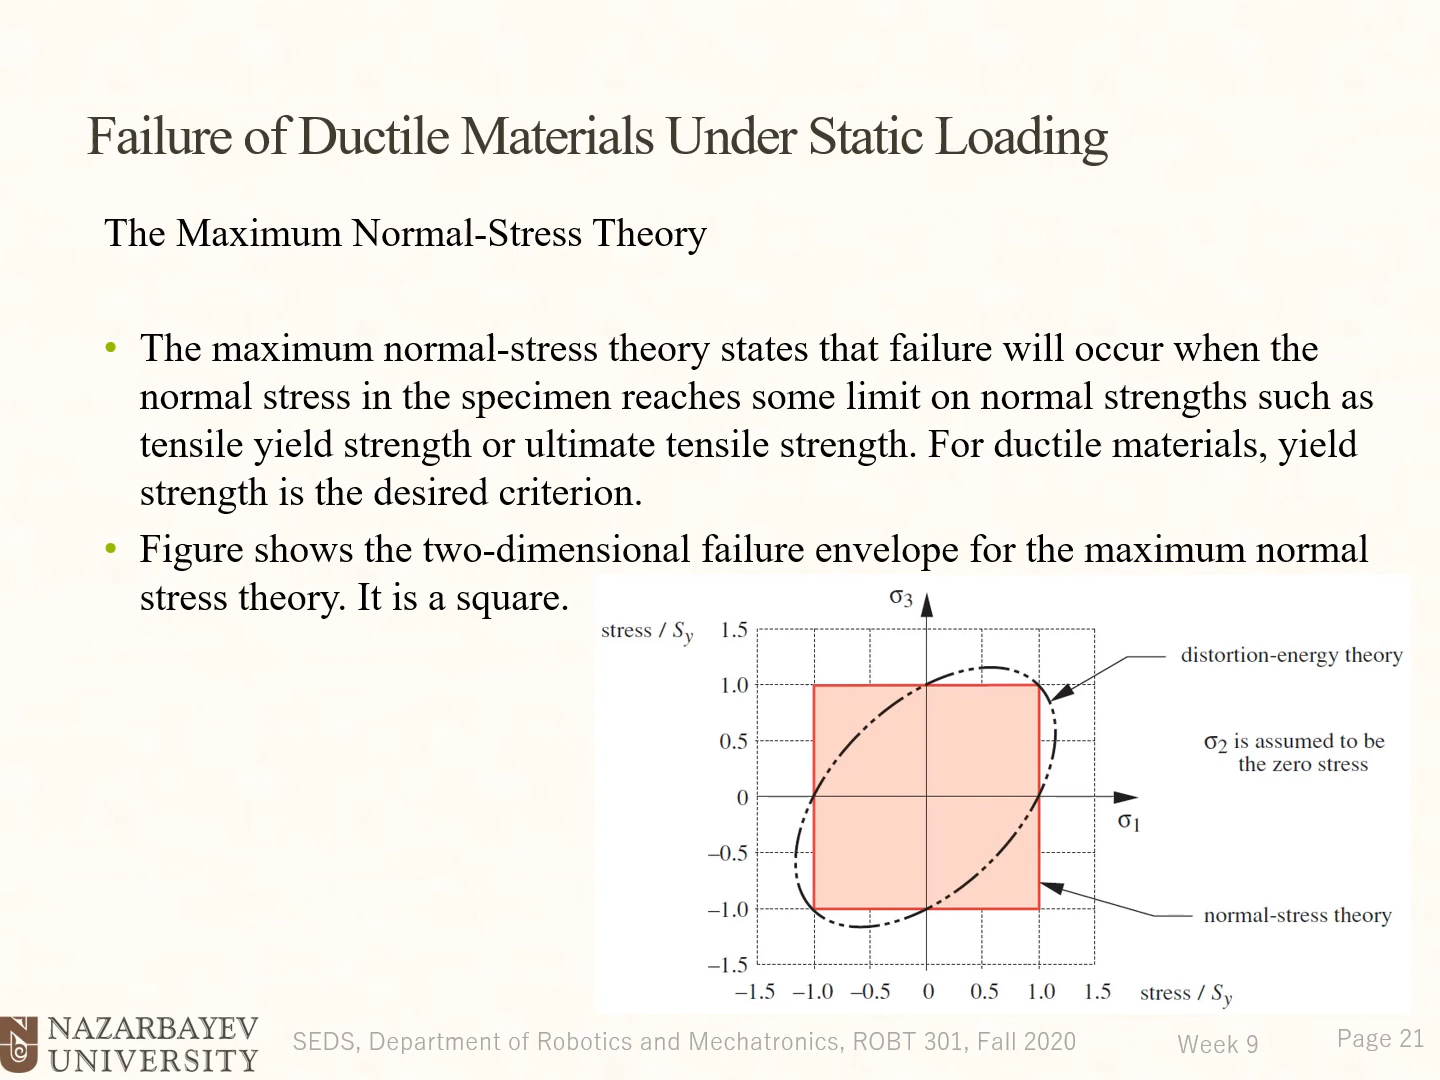 Failure of Ductile Materials Under Static Loading
The Maximum Normal-Stress Theory
• The maximum normal-stress theory states that failure will occur when the
normal stress in the specimen reaches some limit on normal strengths such as
tensile yield strength or ultimate tensile strength. For ductile materials, yield
strength is the desired criterion.
• Figure shows the two-dimensional failure envelope for the maximum normal
stress theory. It is a square.
σ3
stress / Sy
1.5
1.0
0.5
0
–0.5
–1.0
–1.5
distortion-energy theory
σ2 is assumed to be
the zero stress
σ1
normal-stress theory
–1.5 –1.0 –0.5 0 0.5 1.0 1.5 stress / Sy
NAZARBAYEV
UNIVERSITY
SEDS, Department of Robotics and Mechatronics, ROBT 301, Fall 2020
Week 9
Page 21